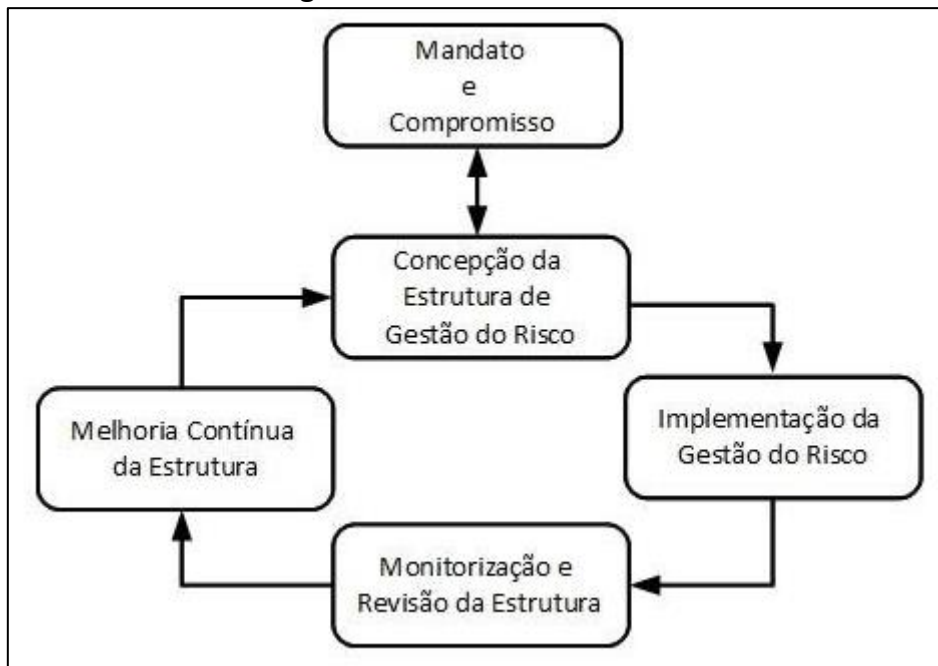 Mandato
e
Compromisso
Concepção da
Estrutura de
Gestão do Risco
Melhoria Contínua
da Estrutura
Implementação da
Gestão do Risco
Monitorização e
Revisão da Estrutura